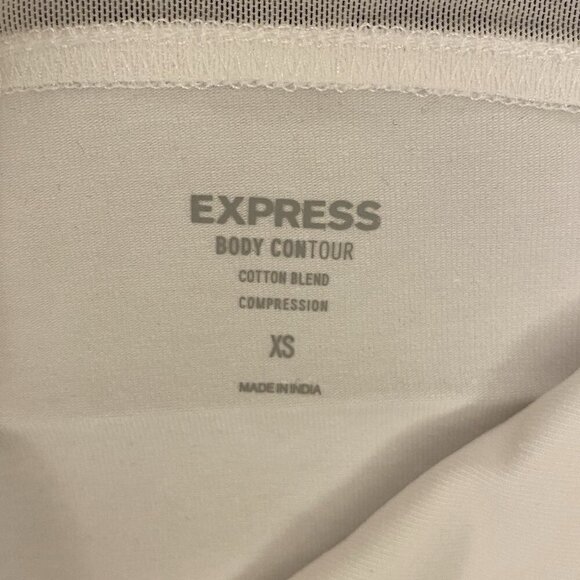 EXPRESS
BODY CONTOUR
COTTON BLEND
COMPRESSION
XS
MADE IN INDIA